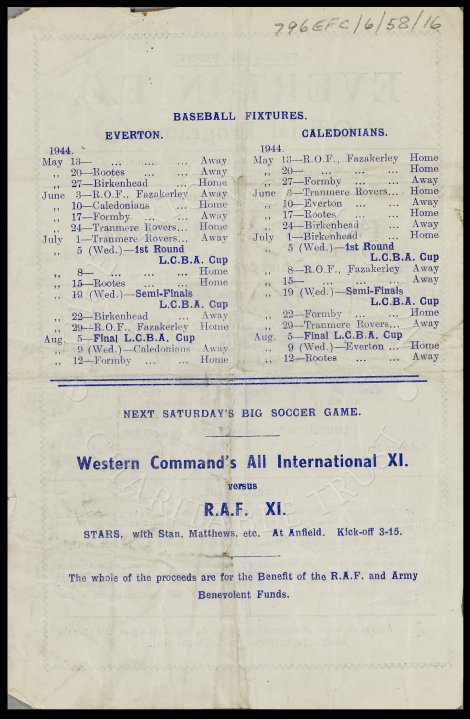 796EFC/6/58/16
BASEBALL FIXTURES.
EVERTON.
1944.
May 13— ... ... ... Away
„ 20—Rootes ... ... Away
„ 27—Birkenhead ... Home
June 3—R.O.F., Fazakerley Away
„ 10—Caledonians ... Home
„ 17—Formby ... ... Away
„ 24—Tranmere Rovers... Home
July 1—Tranmere Rovers... Away
„ 5 (Wed.)—1st Round
L.C.B.A. Cup
„ 8— ... ... ... Home
„ 15—Rootes ... ... Home
„ 19 (Wed.)—Semi-Finals
L.C.B.A. Cup
„ 22—Birkenhead ... Away
„ 29—R.O.F., Fazakerley Home
Aug. 5—Final L.C.B.A. Cup
„ 9 (Wed.)—Caledonians Away
„ 12—Formby ... ... Home
CALEDONIANS.
1944.
May 13—R.O.F., Fazakerley Home
„ 20— ... ... ... Home
„ 27—Formby ... ... Away
June 3—Tranmere Rovers... Home
„ 10—Everton ... ... Away
„ 17—Rootes ... ... Home
„ 24—Birkenhead ... Away
July 1—Birkenhead ... Home
„ 5 (Wed.)—1st Round
L.C.B.A. Cup
„ 8—R.O.F., Fazakerley Away
„ 15— ... ... ... Away
„ 19 (Wed.)—Semi-Finals
L.C.B.A. Cup
„ 22—Formby ... ... Home
„ 29—Tranmere Rovers... Away
Aug. 5—Final L.C.B.A. Cup
„ 9 (Wed.)—Everton ... Home
„ 12—Rootes ... ... Away
NEXT SATURDAY'S BIG SOCCER GAME.
Western Command's All International XI.
versus
R.A.F. XI.
STARS, with Stan. Matthews, etc. At Anfield. Kick-off 3-15.
The whole of the proceeds are for the Benefit of the R.A.F. and Army
Benevolent Funds.